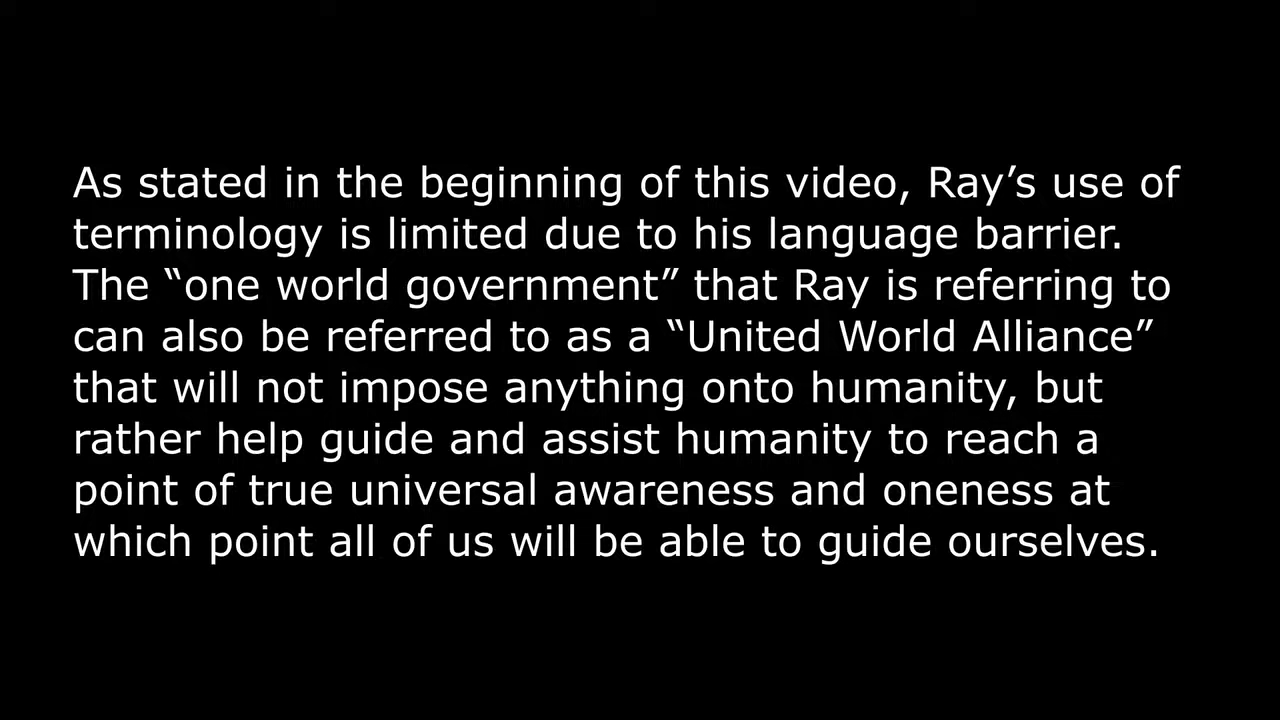 As stated in the beginning of this video, Ray’s use of
terminology is limited due to his language barrier.
The “one world government” that Ray is referring to
can also be referred to as a “United World Alliance”
that will not impose anything onto humanity, but
rather help guide and assist humanity to reach a
point of true universal awareness and oneness at
which point all of us will be able to guide ourselves.